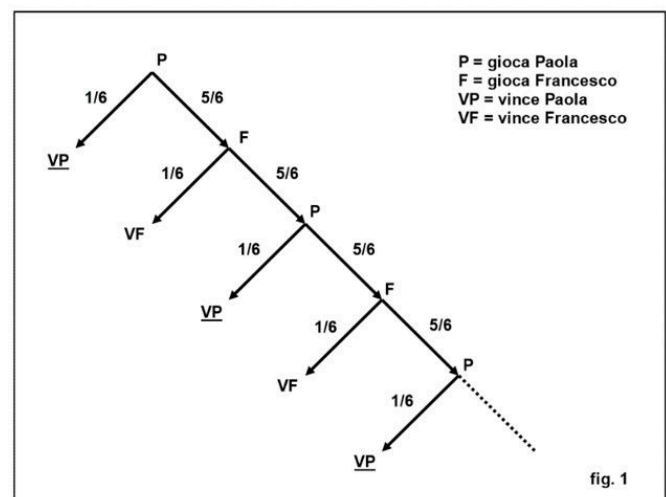 P
P = gioca Paola
F = gioca Francesco
VP = vince Paola
VF = vince Francesco
1/6 5/6
VP F
1/6 5/6
VF P
1/6 5/6
VP F
1/6 5/6
VF P
1/6
VP
fig. 1